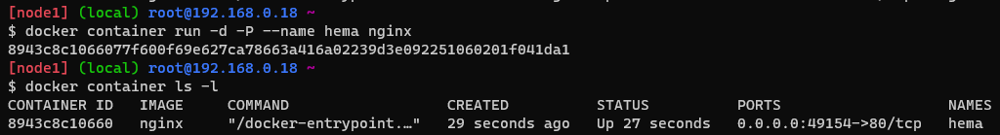 [node1] (local) root@192.168.0.18 ~
$ docker container run -d -P --name hema nginx
8943c8c1066077f600f69e627ca78663a416a02239d3e092251060201f041da1
[node1] (local) root@192.168.0.18 ~
$ docker container ls -l
CONTAINER ID   IMAGE     COMMAND                  CREATED          STATUS          PORTS                   NAMES
8943c8c10660   nginx     "/docker-entrypoint.…"   29 seconds ago   Up 27 seconds   0.0.0.0:49154->80/tcp   hema